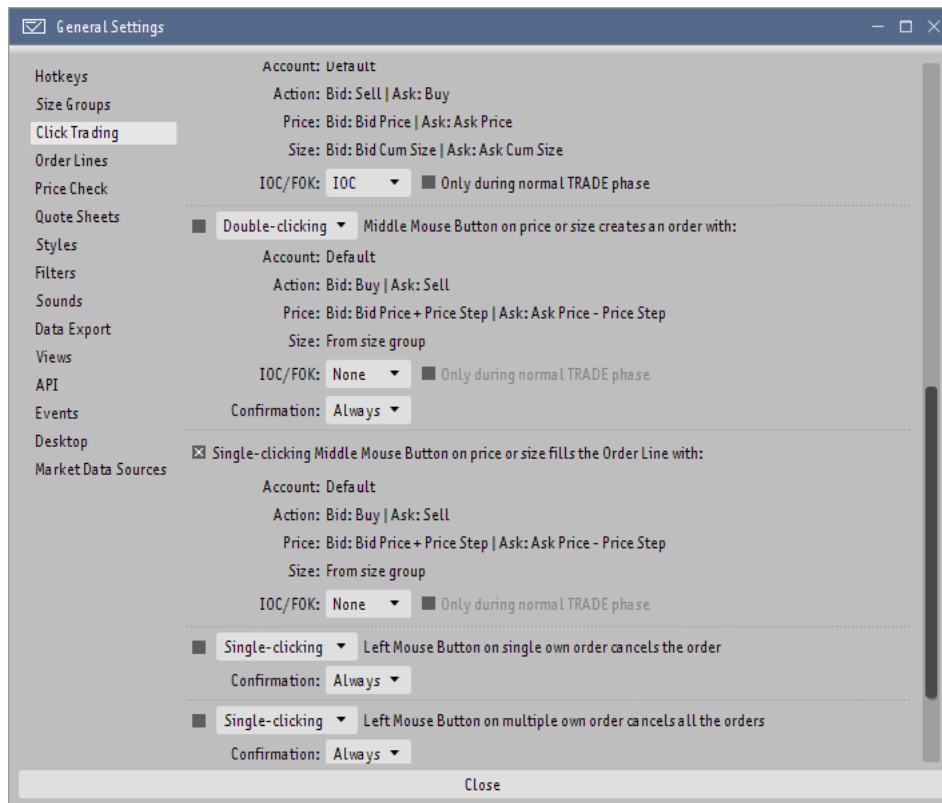 General Settings
Hotkeys
Size Groups
Click Trading
Order Lines
Price Check
Quote Sheets
Styles
Filters
Sounds
Data Export
Views
API
Events
Desktop
Market Data Sources
Account: Default
Action: Bid: Sell | Ask: Buy
Price: Bid: Bid Price | Ask: Ask Price
Size: Bid: Bid Cum Size | Ask: Ask Cum Size
IOC/FOK: IOC Only during normal TRADE phase
Double-clicking Middle Mouse Button on price or size creates an order with:
Account: Default
Action: Bid: Buy | Ask: Sell
Price: Bid: Bid Price + Price Step | Ask: Ask Price - Price Step
Size: From size group
IOC/FOK: None Only during normal TRADE phase
Confirmation: Always
Single-clicking Middle Mouse Button on price or size fills the Order Line with:
Account: Default
Action: Bid: Buy | Ask: Sell
Price: Bid: Bid Price + Price Step | Ask: Ask Price - Price Step
Size: From size group
IOC/FOK: None Only during normal TRADE phase
Single-clicking Left Mouse Button on single own order cancels the order
Confirmation: Always
Single-clicking Left Mouse Button on multiple own order cancels all the orders
Confirmation: Always
Close